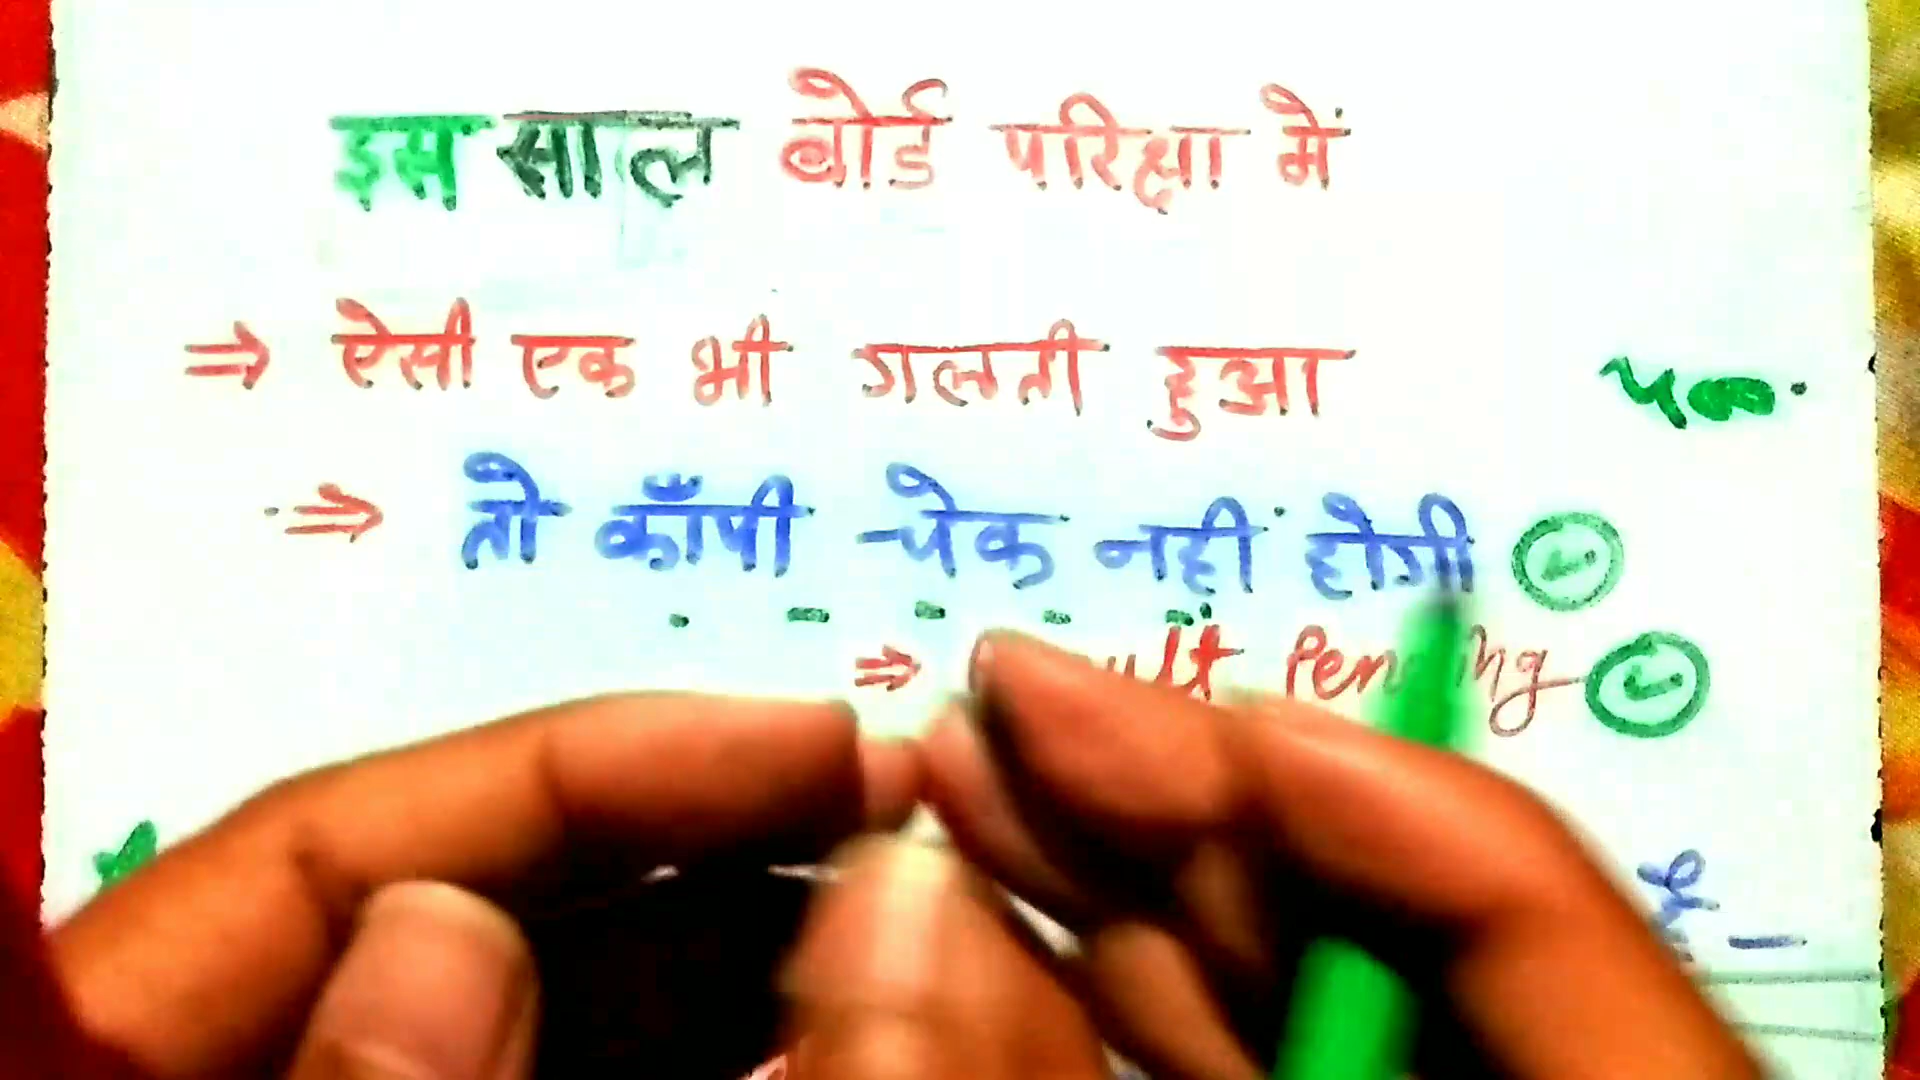 इस साल बोर्ड परिक्षा में
⇒ ऐसी एक भी गलती हुआ
⇒ तो कॉपी चेक नहीं होगी
⇒